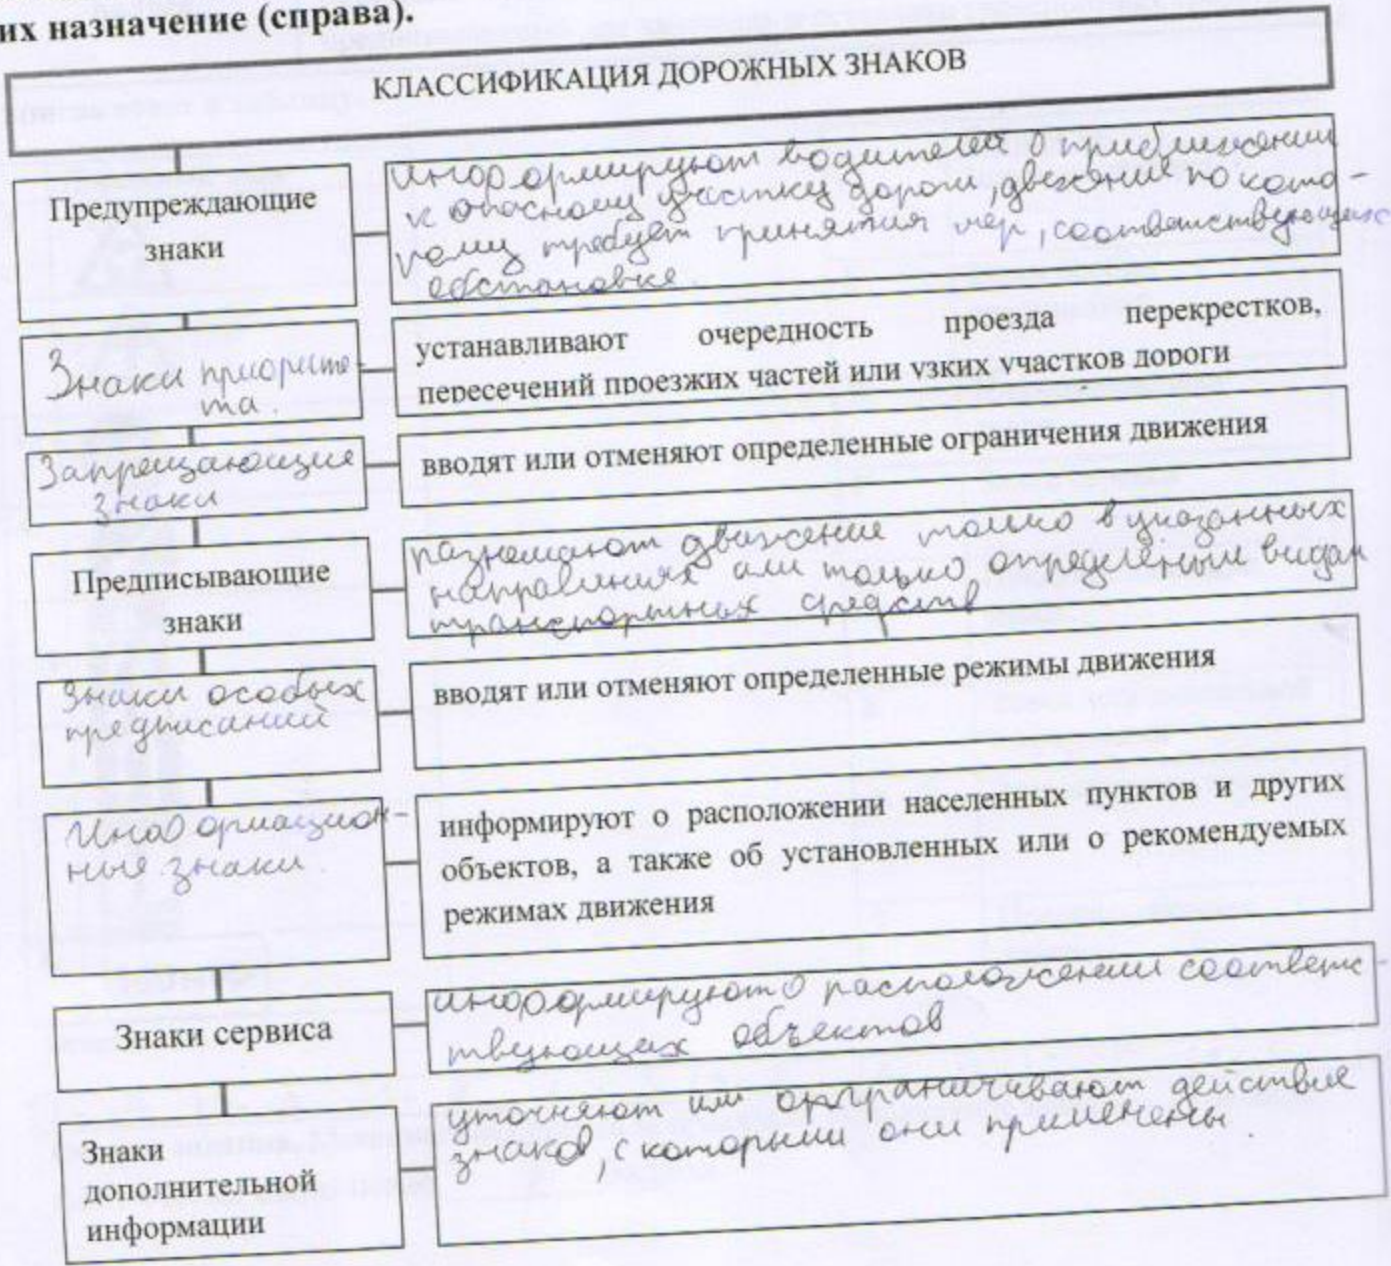 их назначение (справа).
КЛАССИФИКАЦИЯ ДОРОЖНЫХ ЗНАКОВ
Предупреждающие
знаки
информируют водителей о приближении
к опасному участку дороги, движение по кото-
рому требует принятия мер, соответствующих
обстановке.
Знаки приорите-
та.
устанавливают очередность проезда перекрестков,
пересечений проезжих частей или узких участков дороги
Запрещающие
знаки
вводят или отменяют определенные ограничения движения
Предписывающие
знаки
разрешают движение только в указанных
направлениях или только определённым видам
транспортных средств
Знаки особых
предписаний
вводят или отменяют определенные режимы движения
Информацион-
ные знаки.
информируют о расположении населенных пунктов и других
объектов, а также об установленных или о рекомендуемых
режимах движения
Знаки сервиса
информируют о расположении соответс-
твующих объектов
Знаки
дополнительной
информации
уточняют или ограничивают действие
знаков, с которыми они применены.